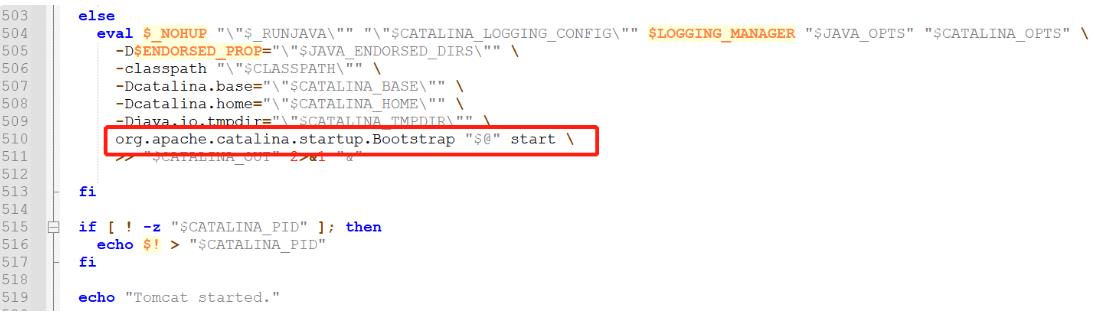 503 else
504 eval $_NOHUP "\"$_RUNJAVA\"" "\"$CATALINA_LOGGING_CONFIG\"" $LOGGING_MANAGER "$JAVA_OPTS" "$CATALINA_OPTS" \
505 -D$ENDORSED_PROP="\"$JAVA_ENDORSED_DIRS\"" \
506 -classpath "\"$CLASSPATH\"" \
507 -Dcatalina.base="\"$CATALINA_BASE\"" \
508 -Dcatalina.home="\"$CATALINA_HOME\"" \
509 -Djava.io.tmpdir="\"$CATALINA_TMPDIR\"" \
510 org.apache.catalina.startup.Bootstrap "$@" start \
511 >> "$CATALINA_OUT" 2>&1 "&"
512
513 fi
514
515 if [ ! -z "$CATALINA_PID" ]; then
516 echo $! > "$CATALINA_PID"
517 fi
518
519 echo "Tomcat started."